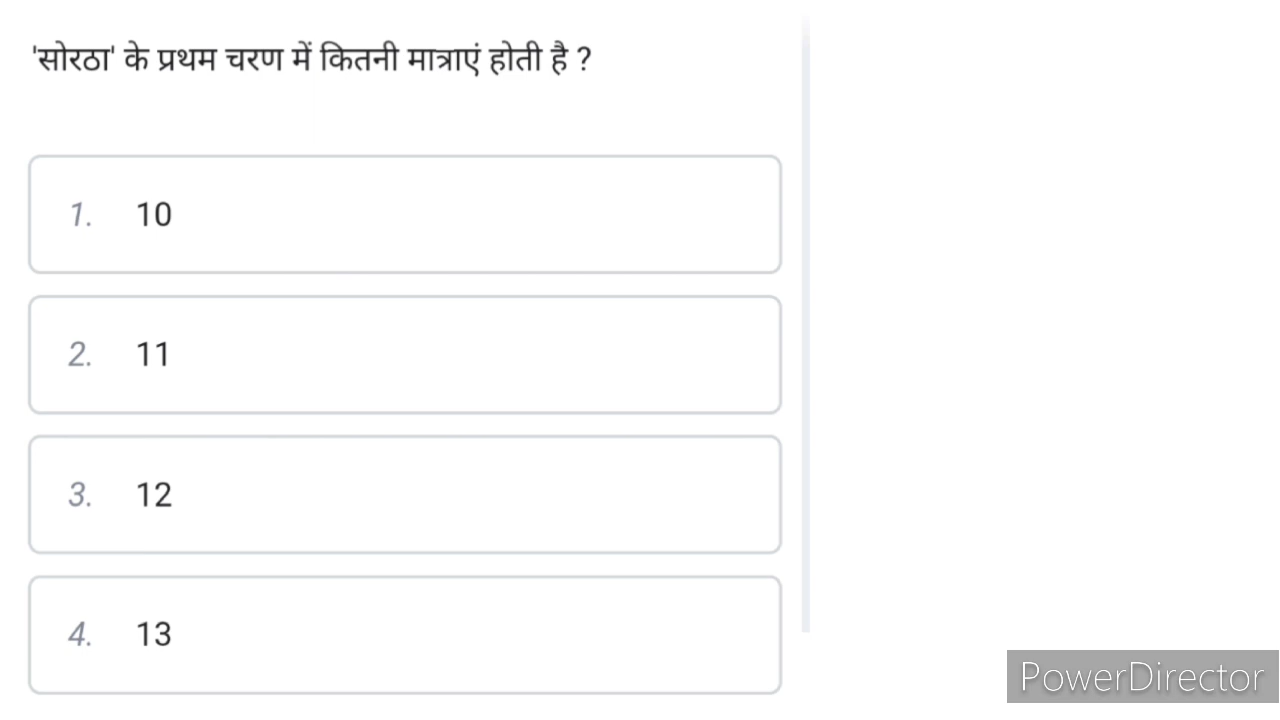 'सोरठा' के प्रथम चरण में कितनी मात्राएं होती है ?
1. 10
2. 11
3. 12
4. 13
PowerDirector